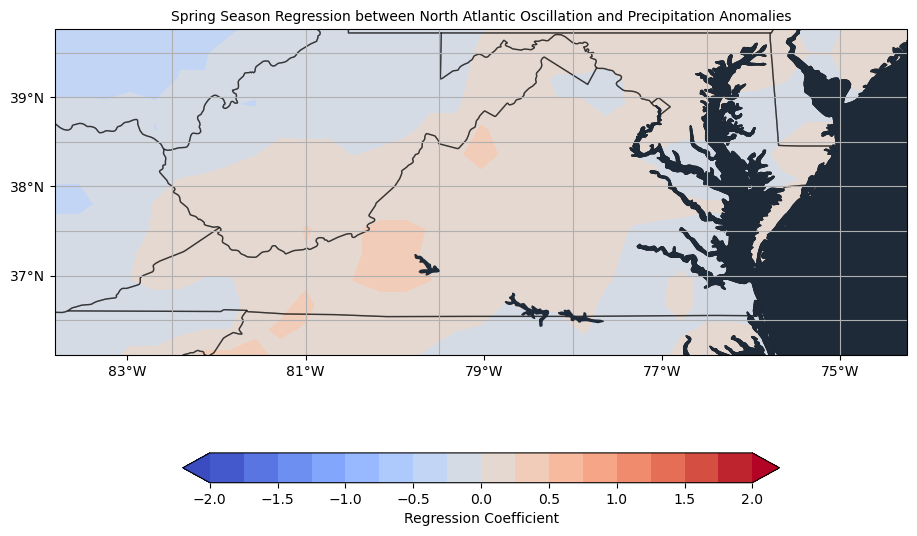 Spring Season Regression between North Atlantic Oscillation and Precipitation Anomalies
39°N
38°N
37°N
83°W 81°W 79°W 77°W 75°W
−2.0 −1.5 −1.0 −0.5 0.0 0.5 1.0 1.5 2.0
Regression Coefficient